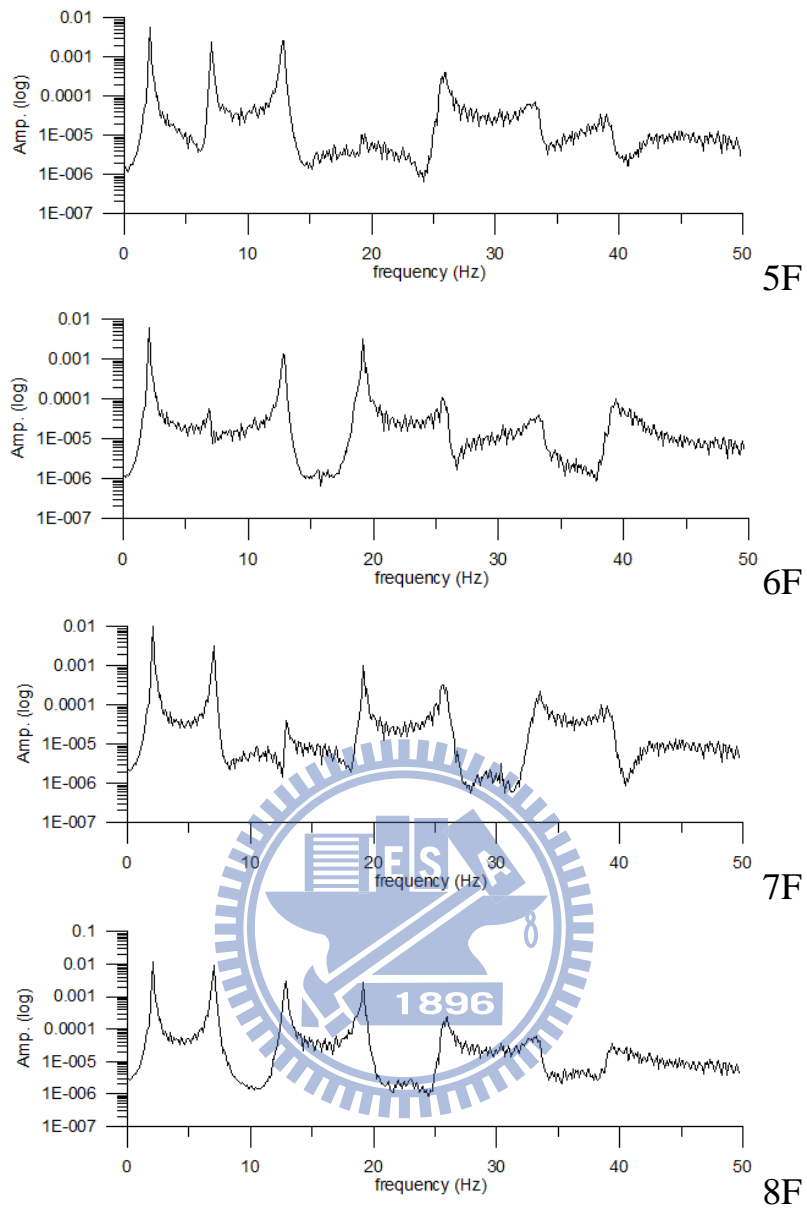 0.01
0.001
0.0001
1E-005
1E-006
1E-007
Amp. (log)
0 10 20 30 40 50
frequency (Hz)
5F
0.01
0.001
0.0001
1E-005
1E-006
1E-007
Amp. (log)
0 10 20 30 40 50
frequency (Hz)
6F
0.01
0.001
0.0001
1E-005
1E-006
1E-007
Amp. (log)
0 10 20 30 40 50
frequency (Hz)
7F
E S
1896
0.1
0.01
0.001
0.0001
1E-005
1E-006
1E-007
Amp. (log)
0 10 20 30 40 50
frequency (Hz)
8F